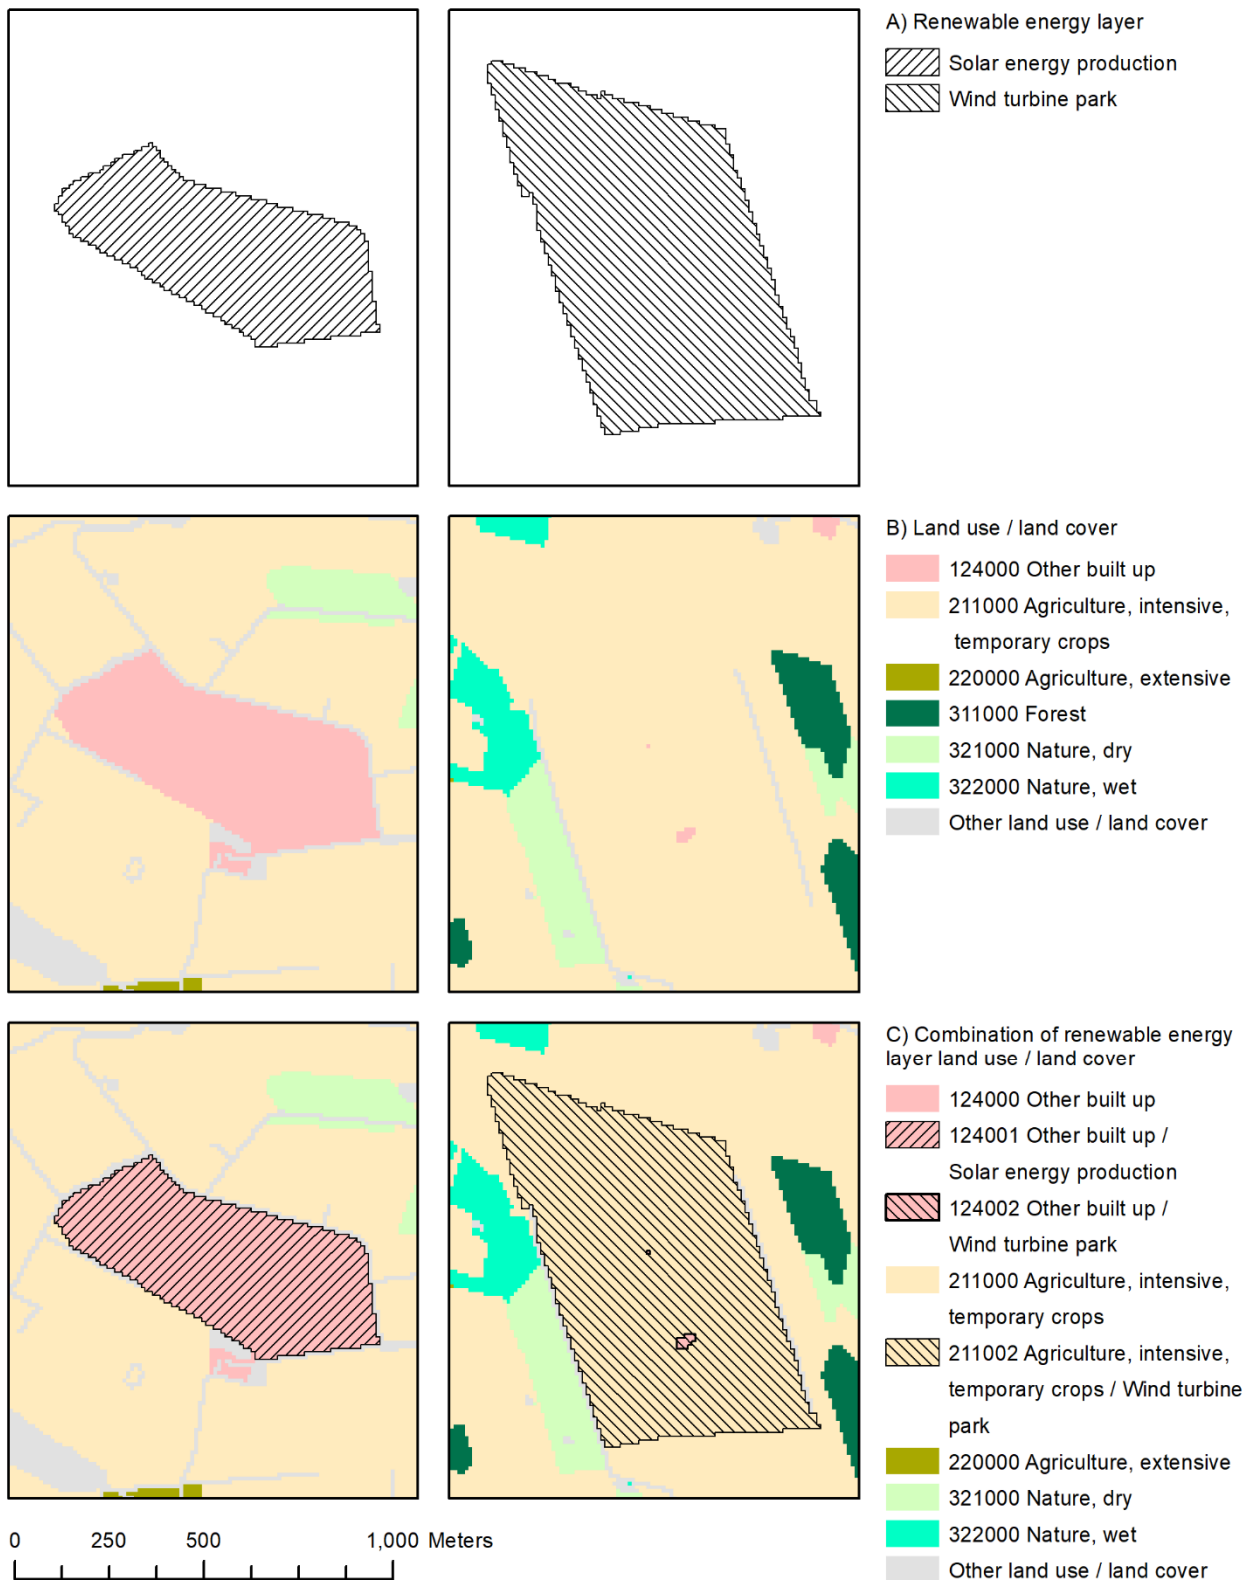 A) Renewable energy layer
Solar energy production
Wind turbine park
B) Land use / land cover
124000 Other built up
211000 Agriculture, intensive,
temporary crops
220000 Agriculture, extensive
311000 Forest
321000 Nature, dry
322000 Nature, wet
Other land use / land cover
C) Combination of renewable energy
layer land use / land cover
124000 Other built up
124001 Other built up /
Solar energy production
124002 Other built up /
Wind turbine park
211000 Agriculture, intensive,
temporary crops
211002 Agriculture, intensive,
temporary crops / Wind turbine
park
220000 Agriculture, extensive
321000 Nature, dry
322000 Nature, wet
Other land use / land cover
0 250 500 1,000 Meters